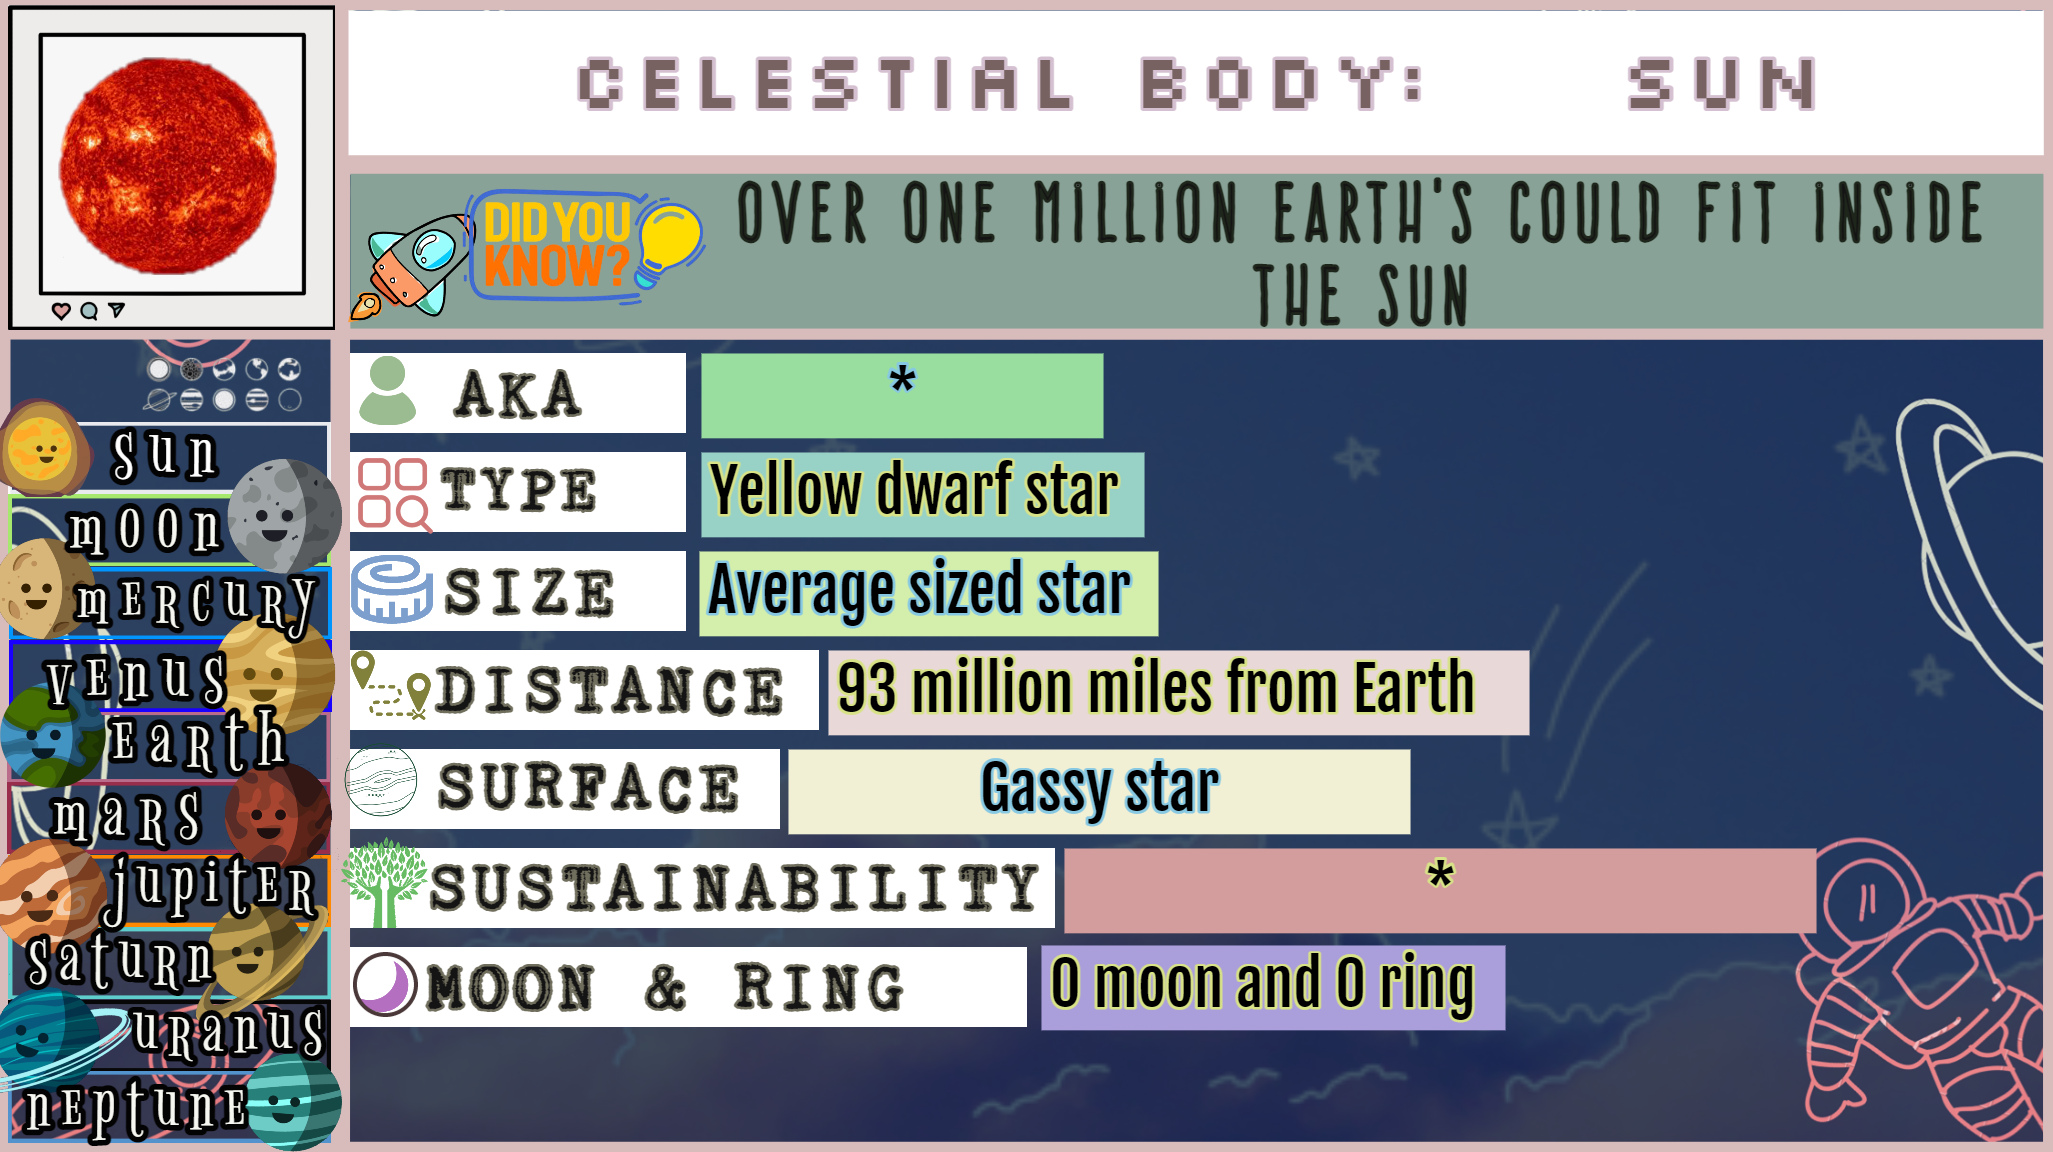 CELESTIAL BODY: SUN
DID YOU
KNOW?
OVER ONE MILLION EARTH'S COULD FIT INSIDE
THE SUN
AKA
*
TYPE
Yellow dwarf star
SIZE
Average sized star
DISTANCE
93 million miles from Earth
SURFACE
Gassy star
SUSTAINABILITY
*
MOON & RING
0 moon and 0 ring
sun
moon
mERcuRy
vEnus
EaRth
maRs
jupitER
satuRn
uRanus
nEptunE